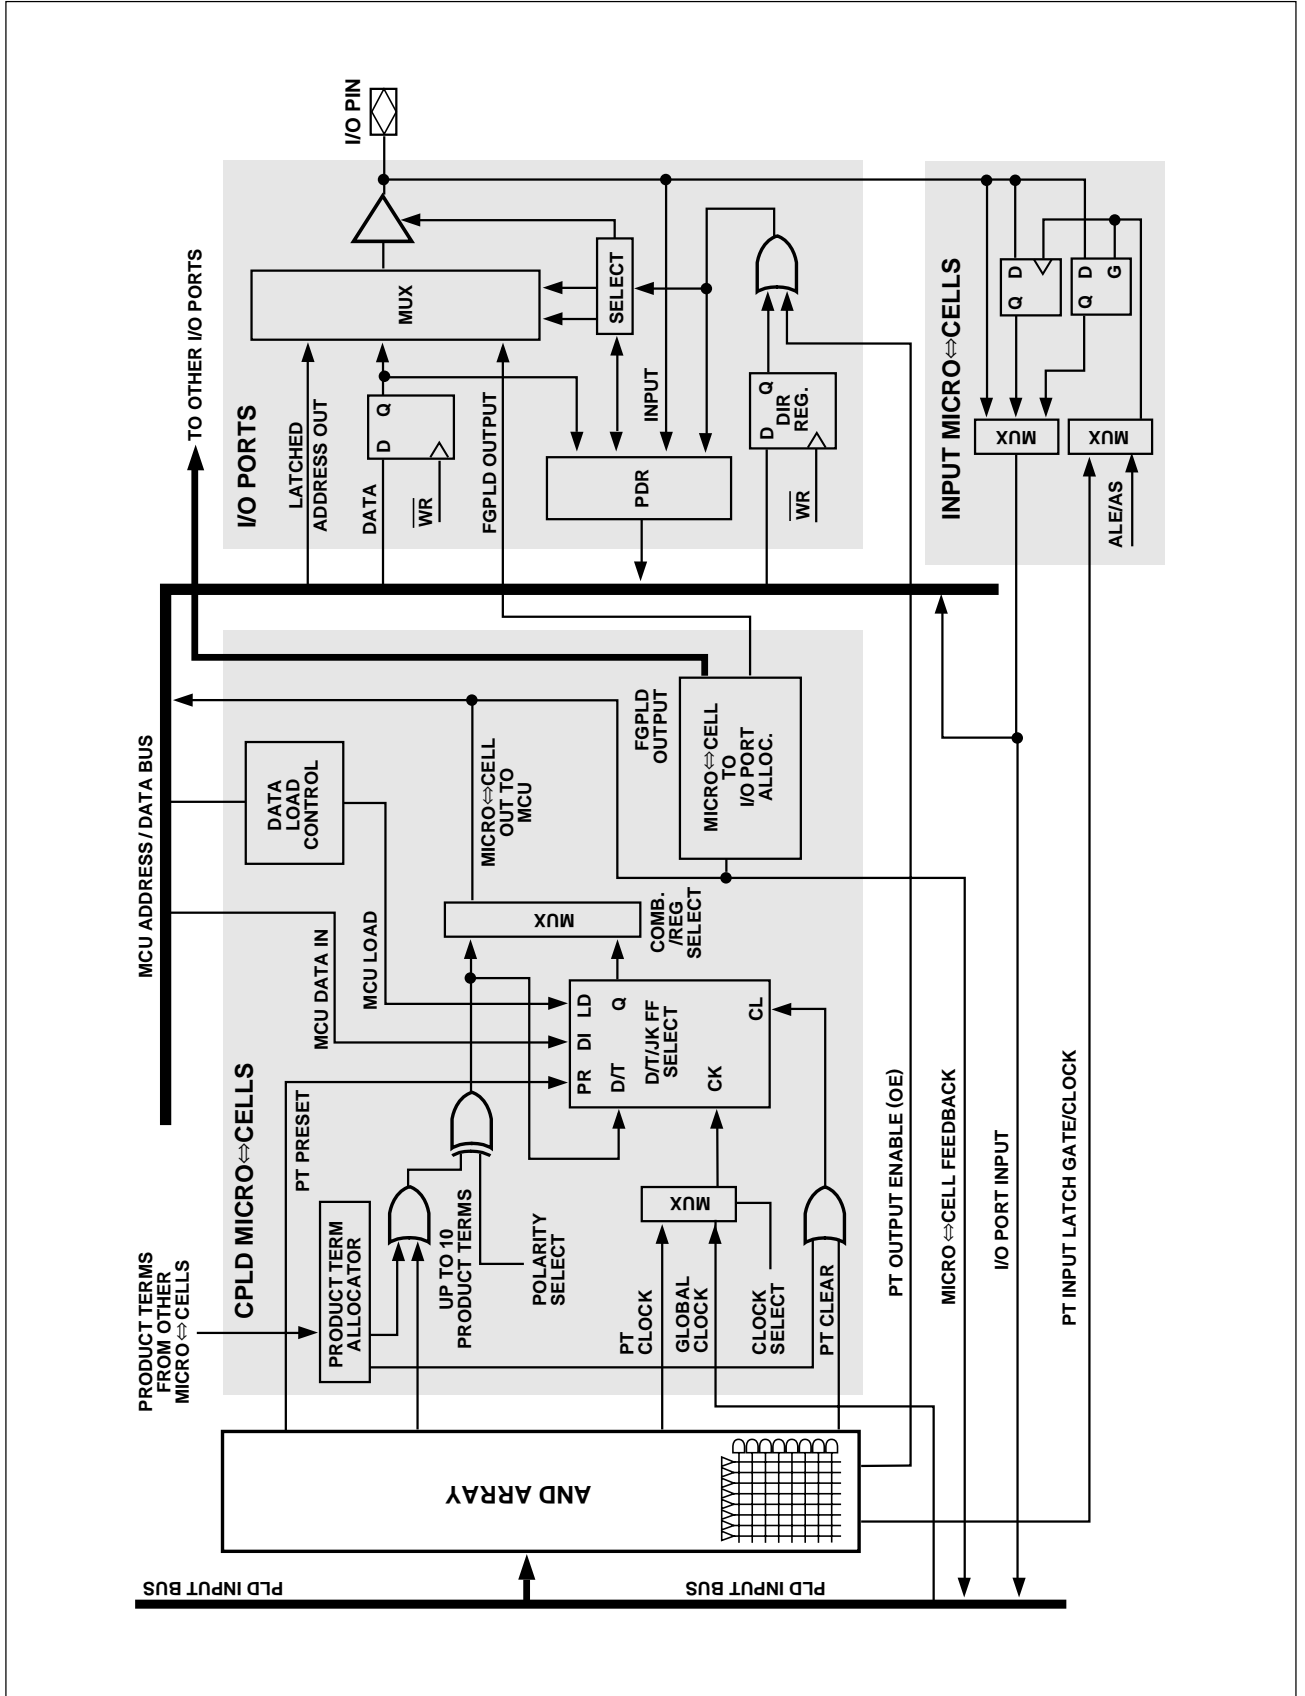 PRODUCT TERMS
FROM OTHER
MICRO⇔CELLS
MCU ADDRESS / DATA BUS
TO OTHER I/O PORTS
CPLD MICRO⇔CELLS
I/O PORTS
I/O PIN
PT PRESET
MCU DATA IN
MCU LOAD
DATA
LOAD
CONTROL
LATCHED
ADDRESS OUT
MUX
PRODUCT TERM
ALLOCATOR
DATA
D
Q
WR
UP TO 10
PRODUCT TERMS
MICRO⇔CELL
OUT TO
MCU
FGPLD OUTPUT
POLARITY
SELECT
MUX
PR
DI
LD
D/T
Q
D/T/JK FF
SELECT
CK
CL
COMB.
/REG
SELECT
SELECT
INPUT
PDR
FGPLD
OUTPUT
MICRO⇔CELL
TO
I/O PORT
ALLOC.
PT
CLOCK
GLOBAL
CLOCK
MUX
CLOCK
SELECT
PT CLEAR
D
Q
DIR
REG.
WR
AND ARRAY
PLD INPUT BUS
PLD INPUT BUS
PT OUTPUT ENABLE (OE)
MICRO⇔CELL FEEDBACK
I/O PORT INPUT
PT INPUT LATCH GATE/CLOCK
INPUT MICRO⇔CELLS
MUX
Q
D
Q
D
G
MUX
ALE/AS